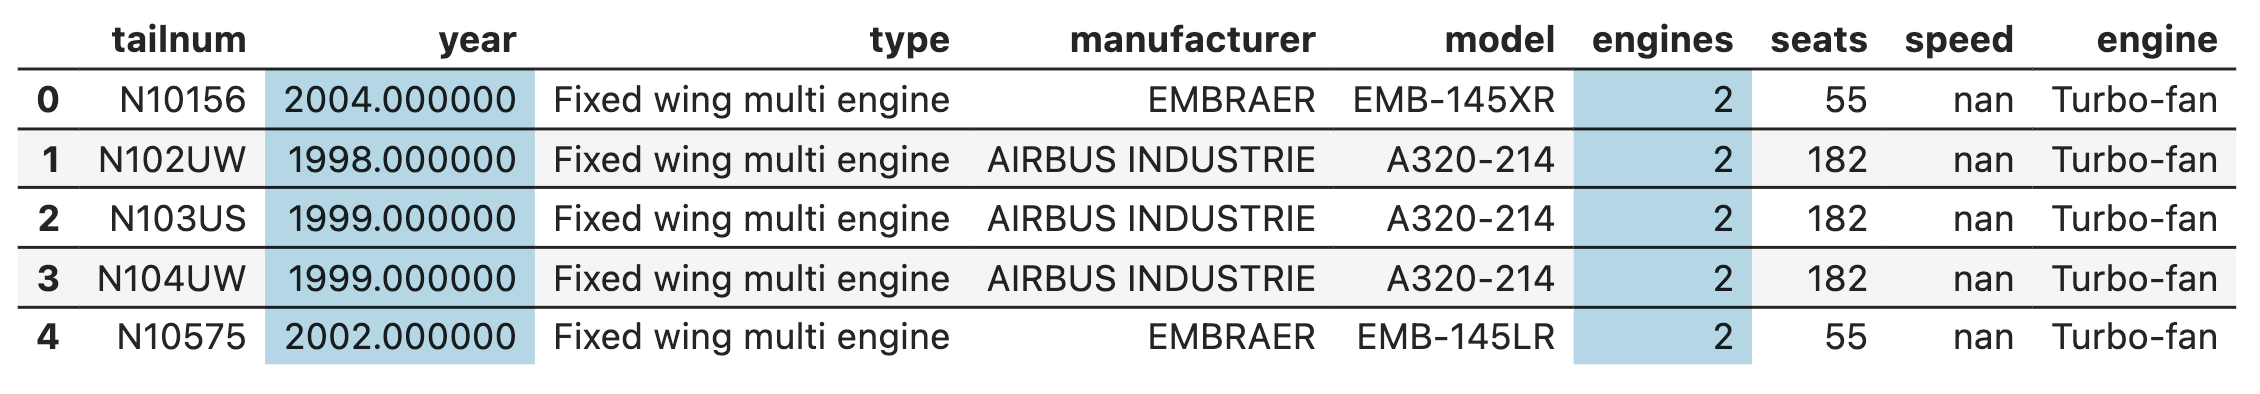 tailnum year type manufacturer model engines seats speed engine
0 N10156 2004.000000 Fixed wing multi engine EMBRAER EMB-145XR 2 55 nan Turbo-fan
1 N102UW 1998.000000 Fixed wing multi engine AIRBUS INDUSTRIE A320-214 2 182 nan Turbo-fan
2 N103US 1999.000000 Fixed wing multi engine AIRBUS INDUSTRIE A320-214 2 182 nan Turbo-fan
3 N104UW 1999.000000 Fixed wing multi engine AIRBUS INDUSTRIE A320-214 2 182 nan Turbo-fan
4 N10575 2002.000000 Fixed wing multi engine EMBRAER EMB-145LR 2 55 nan Turbo-fan